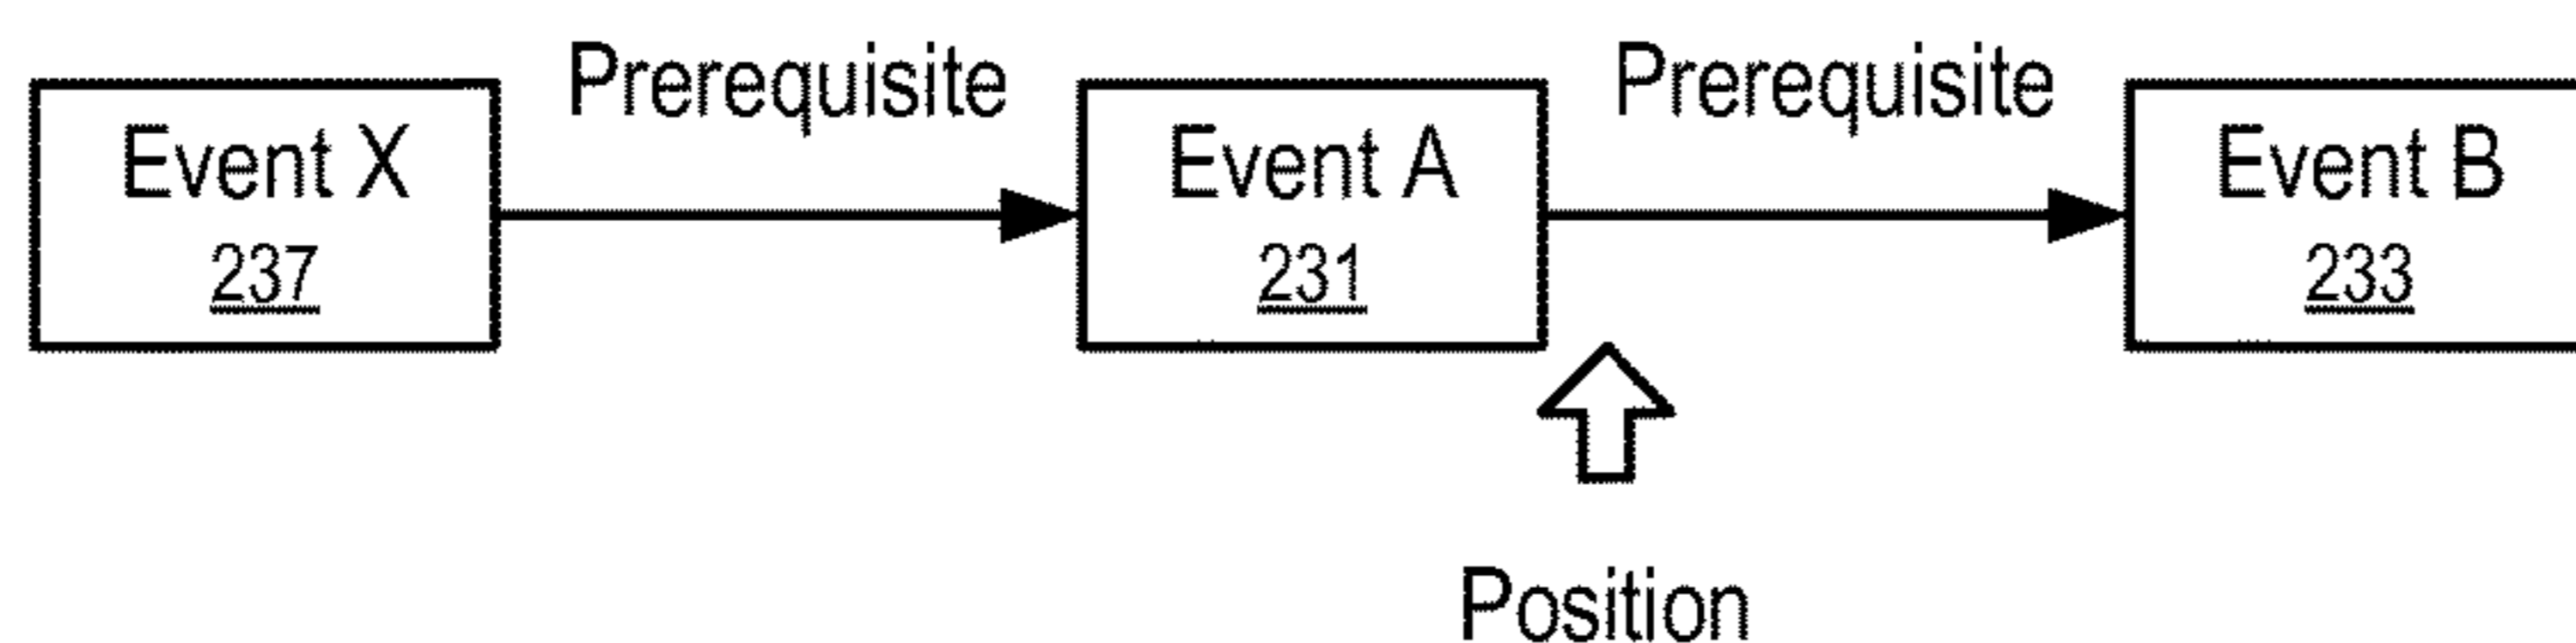 Prerequisite Prerequisite
Event X Event A Event B
237 231 233
Position